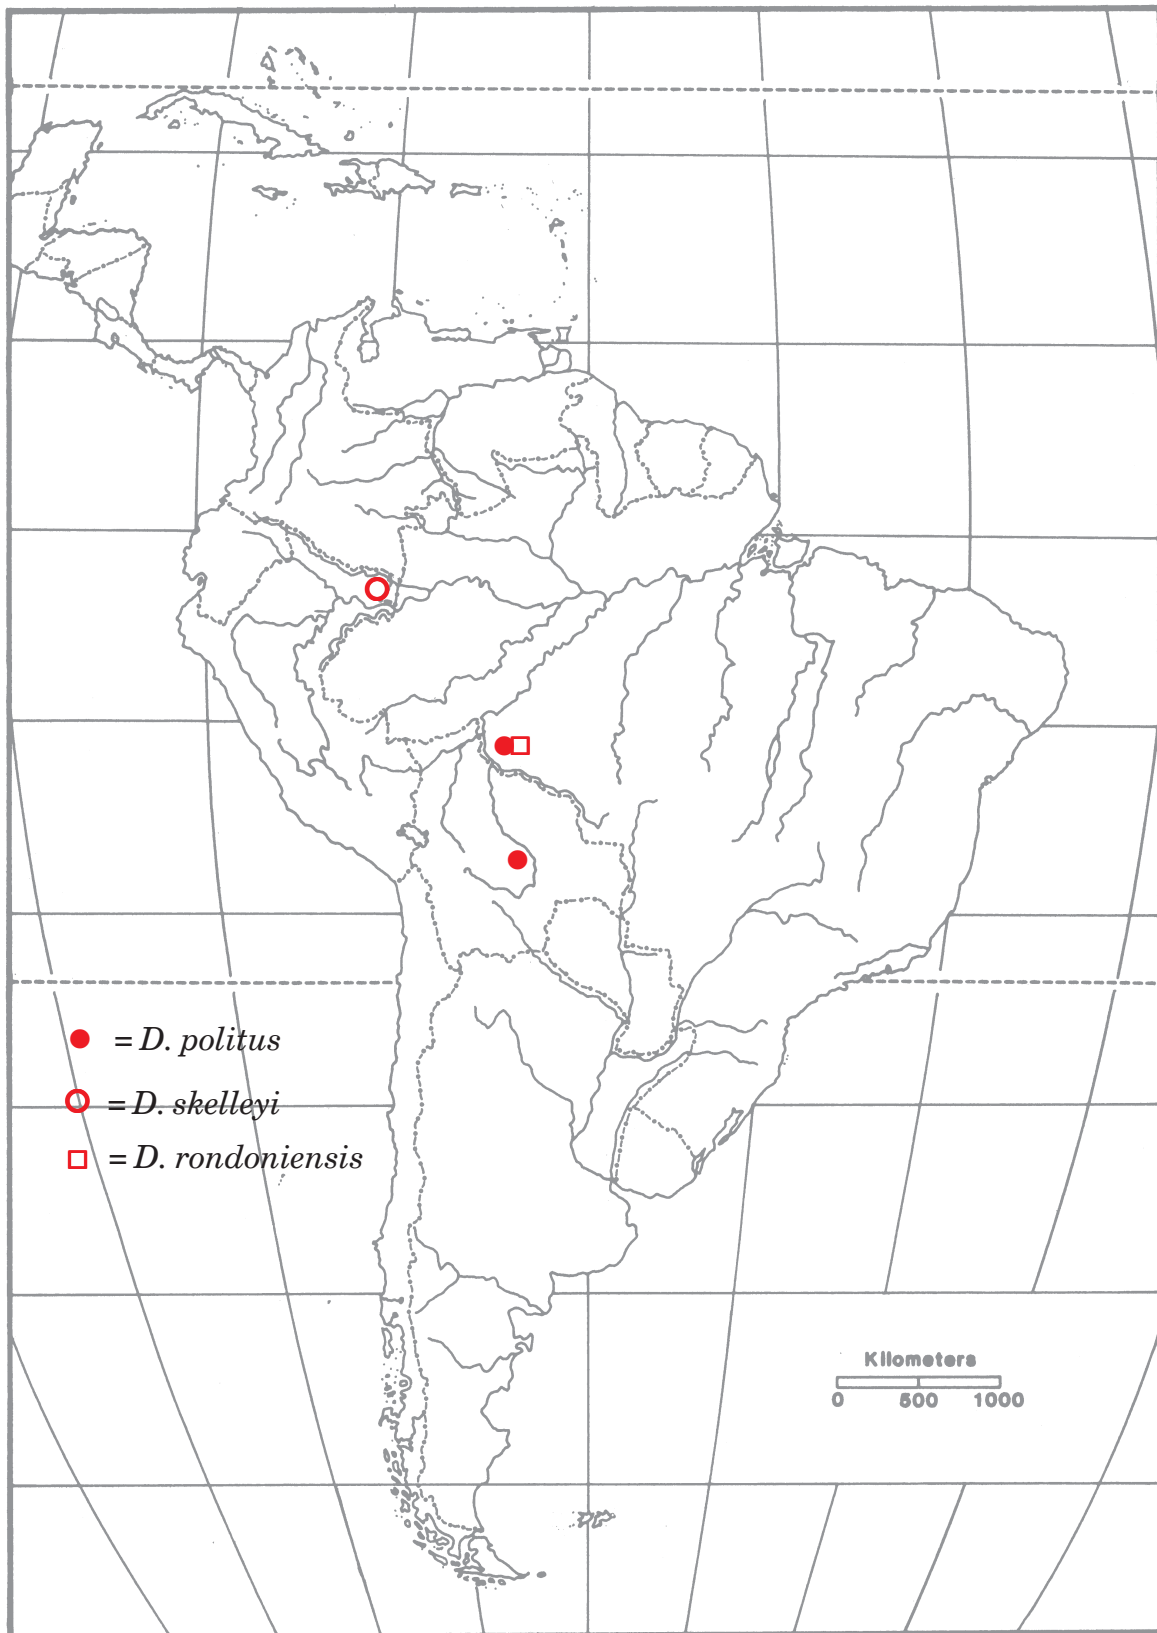 = D. politus
= D. skelleyi
= D. rondoniensis
Kilometers
0 500 1000